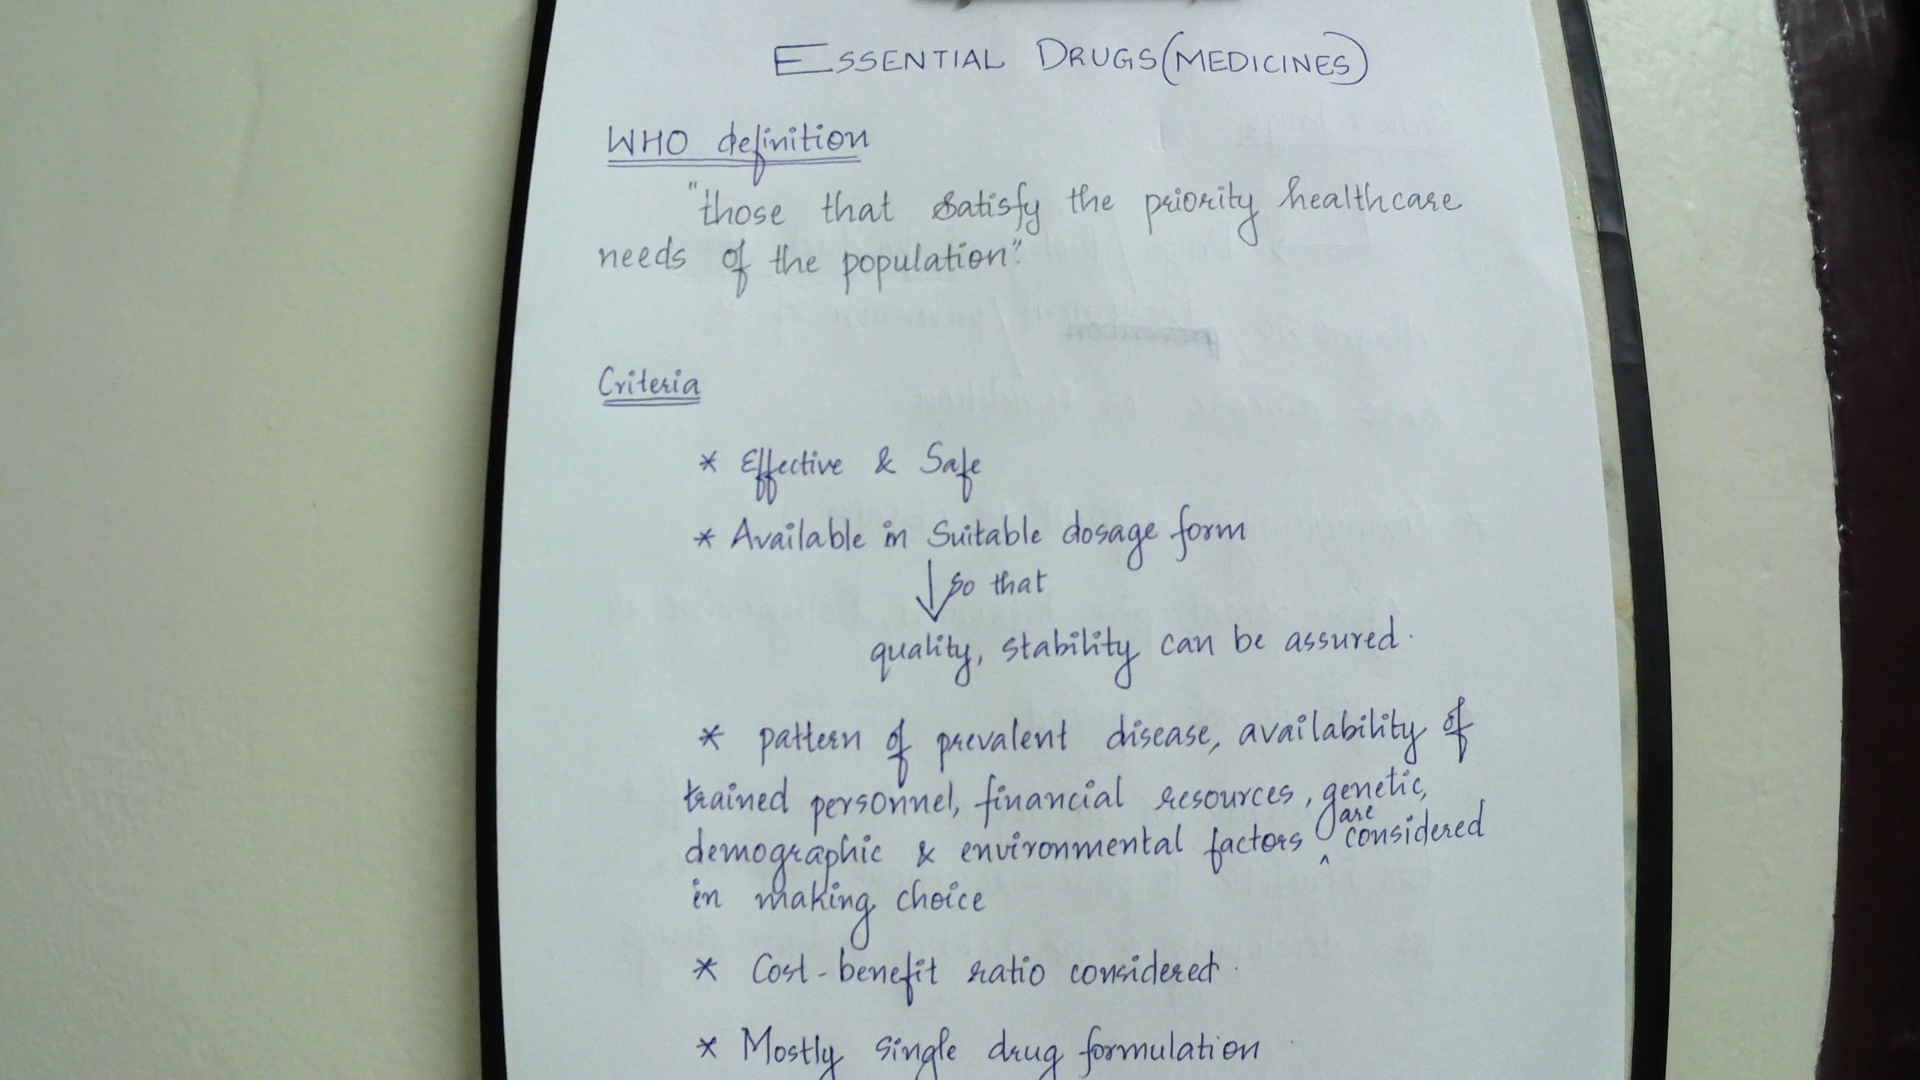 ESSENTIAL DRUGS (MEDICINES)
WHO definition
"those that satisfy the priority healthcare
needs of the population".
Criteria
* Effective & Safe
* Available in Suitable dosage form
↓ so that
quality, stability can be assured.
* pattern of prevalent disease, availability of
trained personnel, financial resources, genetic,
demographic & environmental factors ^are considered
in making choice
* Cost-benefit ratio considered.
* Mostly single drug formulation